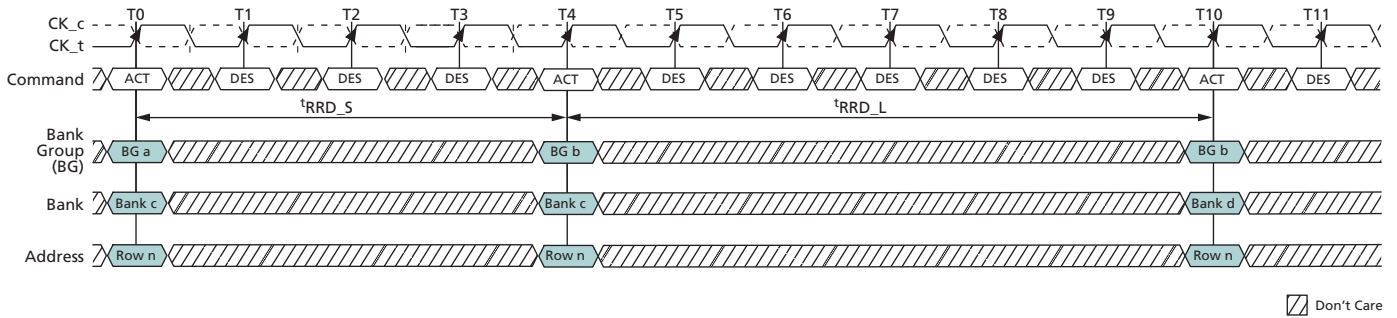 T0 T1 T2 T3 T4 T5 T6 T7 T8 T9 T10 T11
CK_c
CK_t
Command ACT DES DES DES ACT DES DES DES DES DES ACT DES
tRRD_S tRRD_L
Bank
Group
(BG)
BG a BG b BG b
Bank Bank c Bank c Bank d
Address Row n Row n Row n
Don't Care